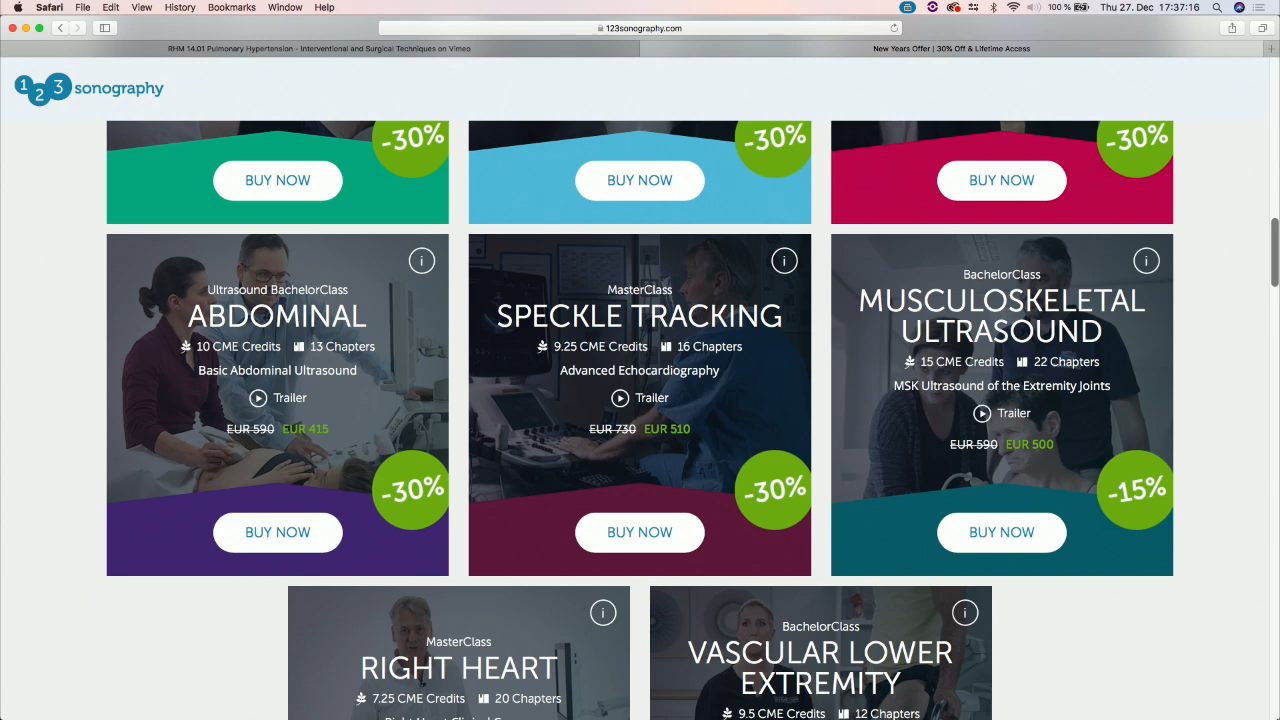 Safari File Edit View History Bookmarks Window Help 100 % Thu 27. Dec 17:37:16
123sonography.com
RHM 14.01 Pulmonary Hypertension - Interventional and Surgical Techniques on Vimeo
New Years Offer | 30% Off & Lifetime Access
123 sonography
-30% -30% -30%
BUY NOW BUY NOW BUY NOW
Ultrasound BachelorClass
ABDOMINAL
10 CME Credits 13 Chapters
Basic Abdominal Ultrasound
Trailer
EUR 590 EUR 415
-30%
BUY NOW
MasterClass
SPECKLE TRACKING
9.25 CME Credits 16 Chapters
Advanced Echocardiography
Trailer
EUR 730 EUR 510
-30%
BUY NOW
BachelorClass
MUSCULOSKELETAL
ULTRASOUND
15 CME Credits 22 Chapters
MSK Ultrasound of the Extremity Joints
Trailer
EUR 590 EUR 500
-15%
BUY NOW
MasterClass
RIGHT HEART
7.25 CME Credits 20 Chapters
BachelorClass
VASCULAR LOWER
EXTREMITY
9.5 CME Credits 12 Chapters